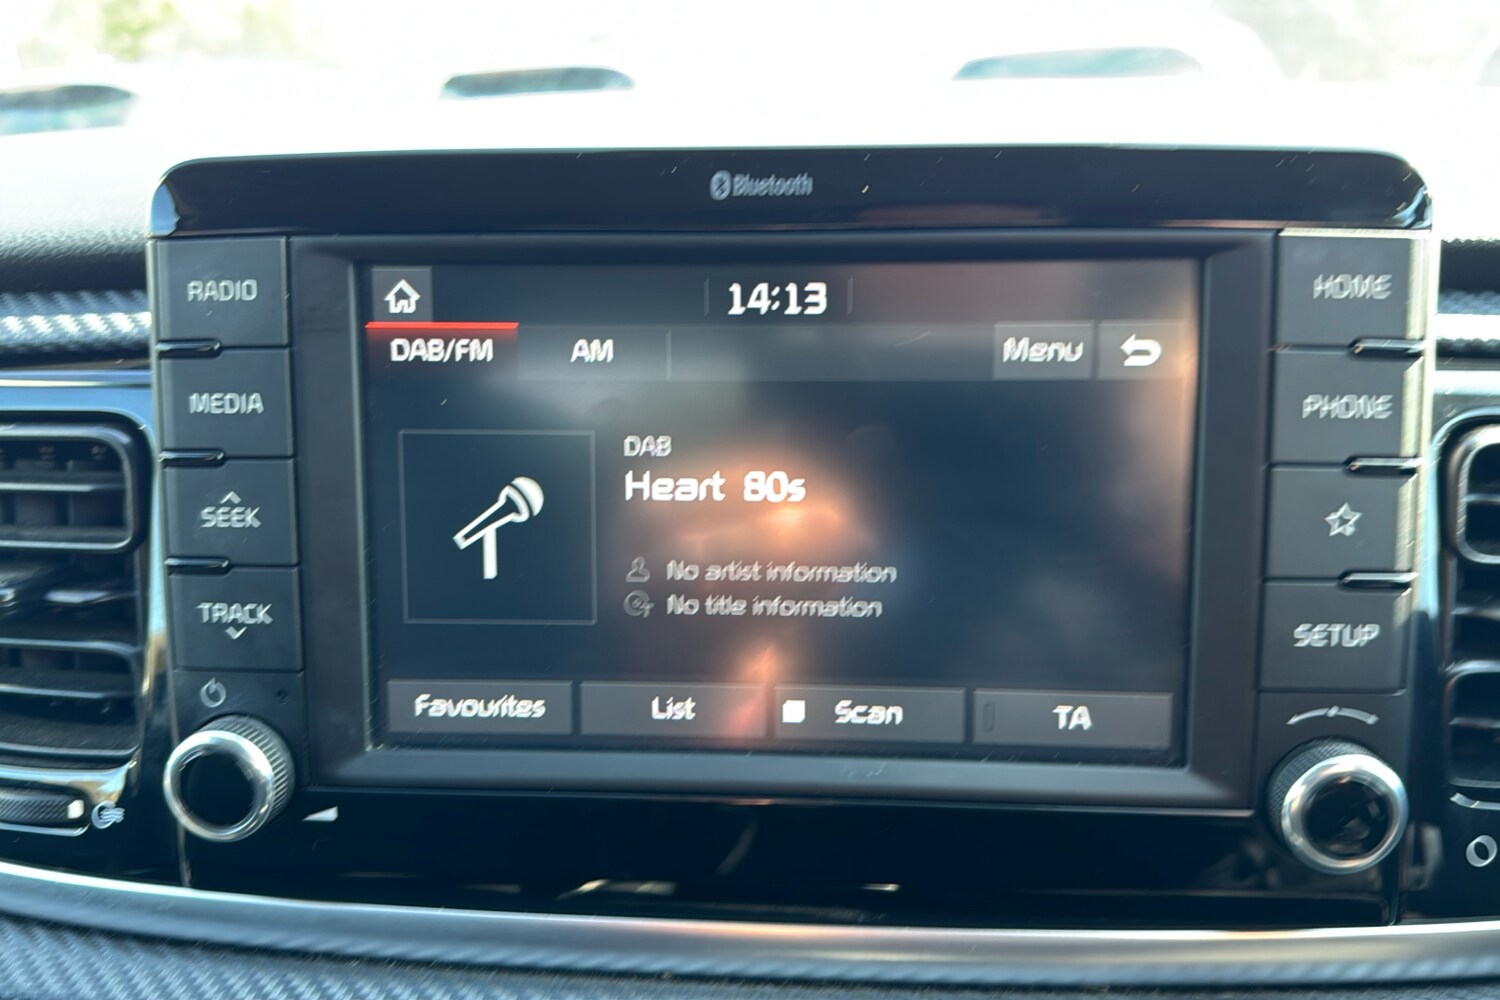 Bluetooth
RADIO
MEDIA
SEEK
TRACK
14:13
DAB/FM
AM
Menu
DAB
Heart 80s
No artist information
No title information
Favourites
List
Scan
TA
HOME
PHONE
SETUP